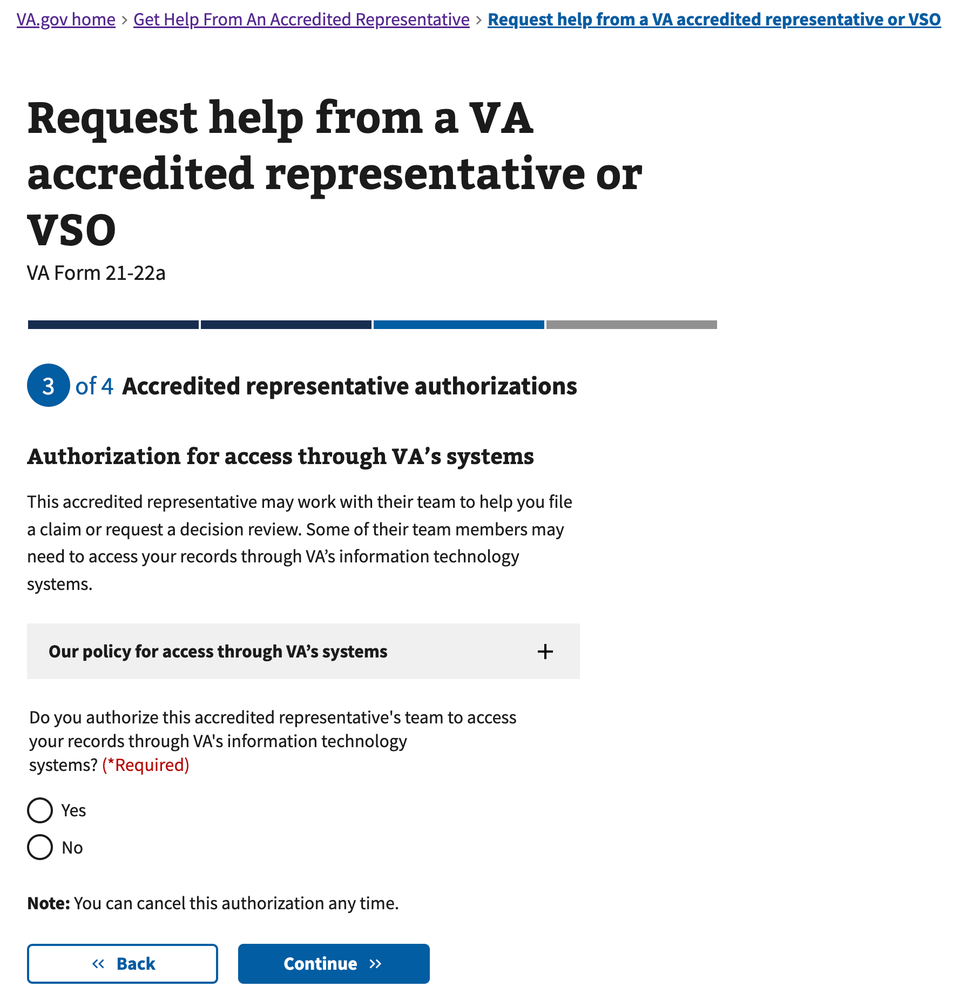 VA.gov home › Get Help From An Accredited Representative › Request help from a VA accredited representative or VSO
Request help from a VA
accredited representative or
VSO
VA Form 21-22a
3 of 4 Accredited representative authorizations
Authorization for access through VA’s systems
This accredited representative may work with their team to help you file
a claim or request a decision review. Some of their team members may
need to access your records through VA’s information technology
systems.
Our policy for access through VA’s systems
Do you authorize this accredited representative's team to access
your records through VA's information technology
systems? (*Required)
Yes
No
Note: You can cancel this authorization any time.
Back
Continue